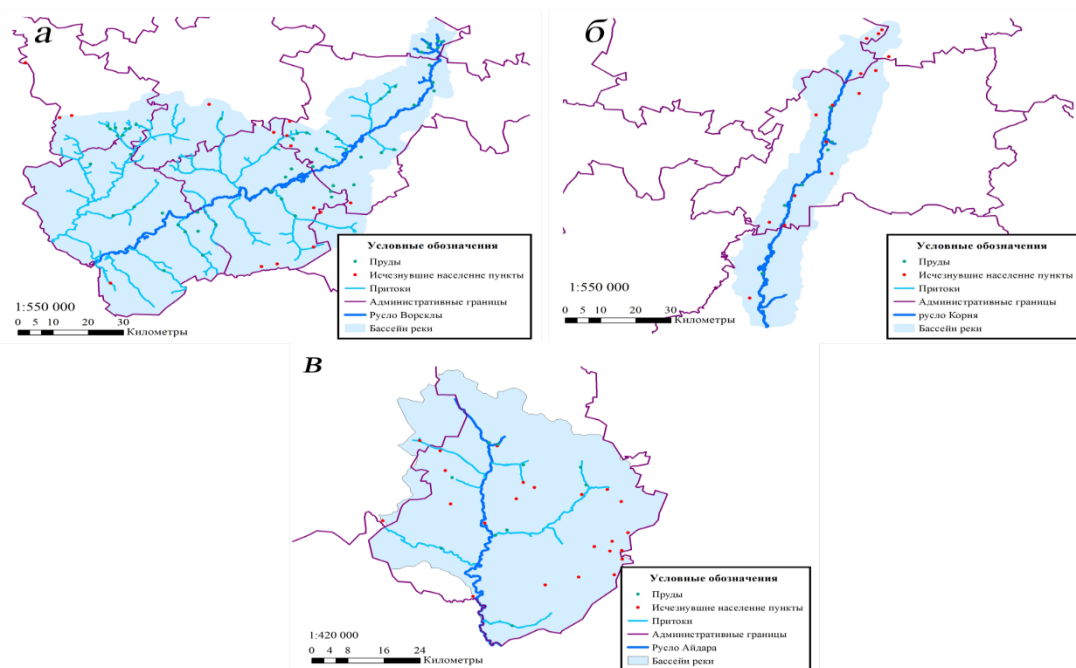 а
Условные обозначения
Пруды
Исчезнувшие населенне пункты
Притоки
Административные границы
Русло Ворсклы
Бассейн реки
1:550 000
0 5 10 20 30
Километры
б
Условные обозначения
Пруды
Исчезнувшие населенне пункты
Притоки
Административные границы
русло Корня
Бассейн реки
1:550 000
0 5 10 20 30
Километры
в
Условные обозначения
Пруды
Исчезнувшие населенне пункты
Притоки
Административные границы
Русло Айдара
Бассейн реки
1:420 000
0 4 8 16 24
Километры